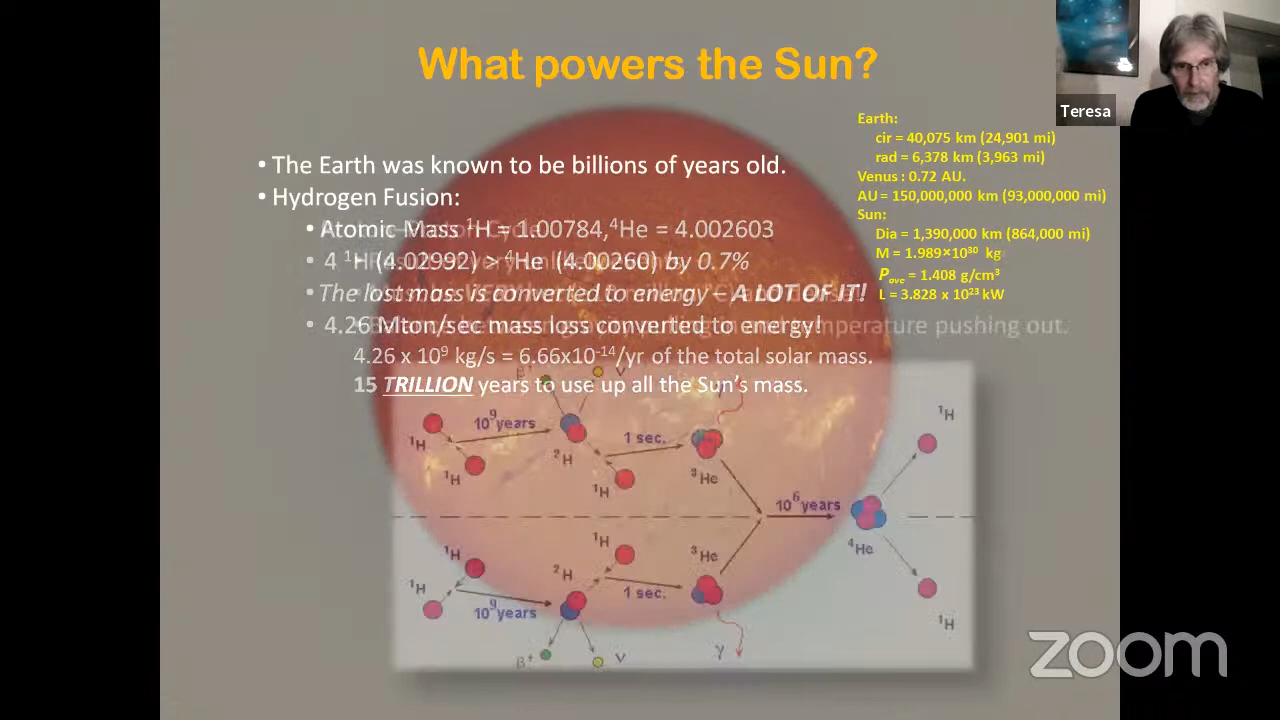 What powers the Sun?
Teresa
Earth:
cir = 40,075 km (24,901 mi)
rad = 6,378 km (3,963 mi)
Venus : 0.72 AU.
AU = 150,000,000 km (93,000,000 mi)
Sun:
Dia = 1,390,000 km (864,000 mi)
M = 1.989×10³⁰ kg
Pₐᵥₑ = 1.408 g/cm³
L = 3.828 x 10²³ kW
• The Earth was known to be billions of years old.
• Hydrogen Fusion:
• Atomic Mass ¹H = 1.00784, ⁴He = 4.002603
• 4 ¹H (4.02992) > ⁴He (4.00260) by 0.7%
• The lost mass is converted to energy – A LOT OF IT!
• 4.26 Mton/sec mass loss converted to energy!
4.26 x 10⁹ kg/s = 6.66x10⁻¹⁴/yr of the total solar mass.
15 TRILLION years to use up all the Sun's mass.
temperature pushing out.
β⁺ ν
¹H 10⁹ years ²H 1 sec. ³He ¹H
¹H ¹H
10⁶ years
⁴He
¹H ¹H ³He
¹H 10⁹ years ²H 1 sec. ¹H
β⁺ ν γ
zoom